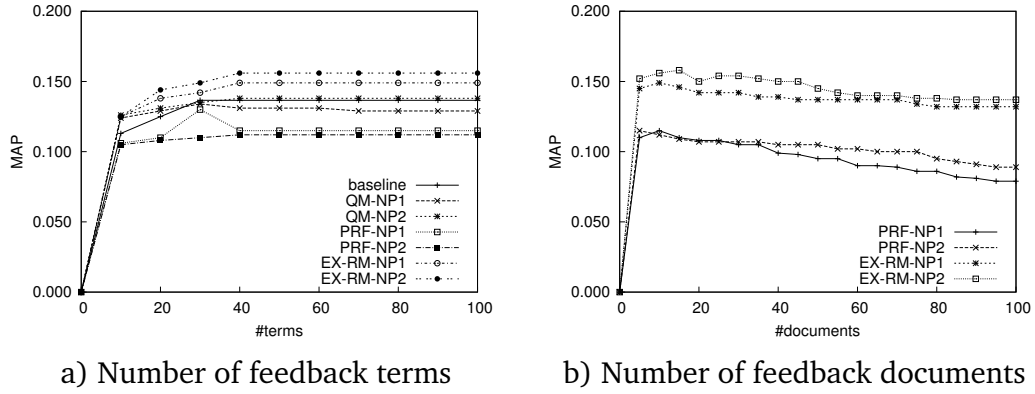 0.200
0.150
0.100
0.050
0.000
MAP
0
20
40
60
80
100
#terms
baseline
QM-NP1
QM-NP2
PRF-NP1
PRF-NP2
EX-RM-NP1
EX-RM-NP2
a) Number of feedback terms
0.200
0.150
0.100
0.050
0.000
MAP
0
20
40
60
80
100
#documents
PRF-NP1
PRF-NP2
EX-RM-NP1
EX-RM-NP2
b) Number of feedback documents